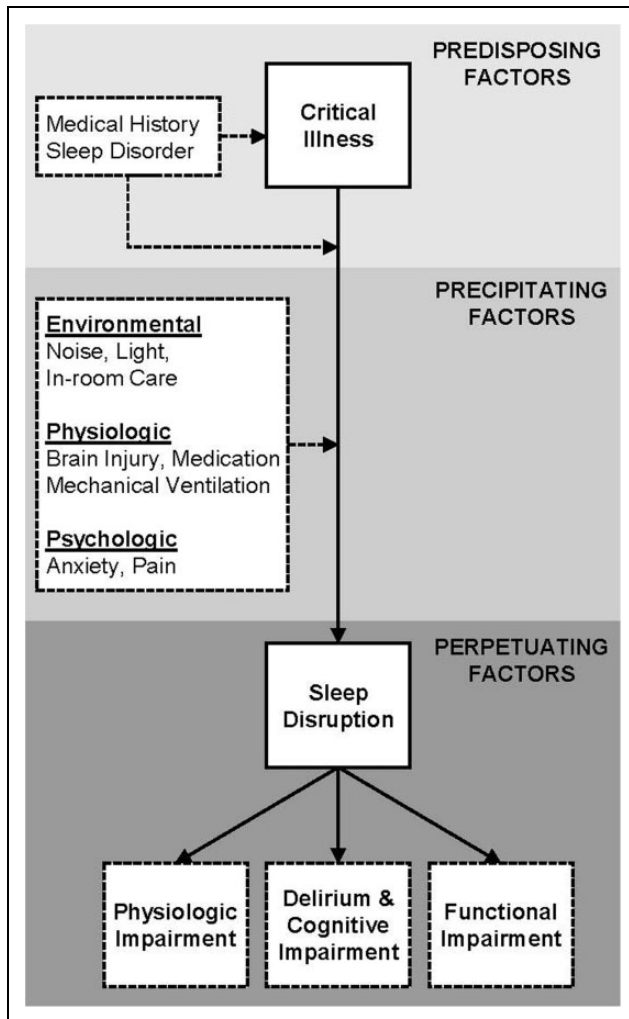 PREDISPOSING
FACTORS
Critical
Illness
Medical History
Sleep Disorder
PRECIPITATING
FACTORS
Environmental
Noise, Light,
In-room Care
Physiologic
Brain Injury, Medication
Mechanical Ventilation
Psychologic
Anxiety, Pain
PERPETUATING
FACTORS
Sleep
Disruption
Physiologic
Impairment
Delirium &
Cognitive
Impairment
Functional
Impairment